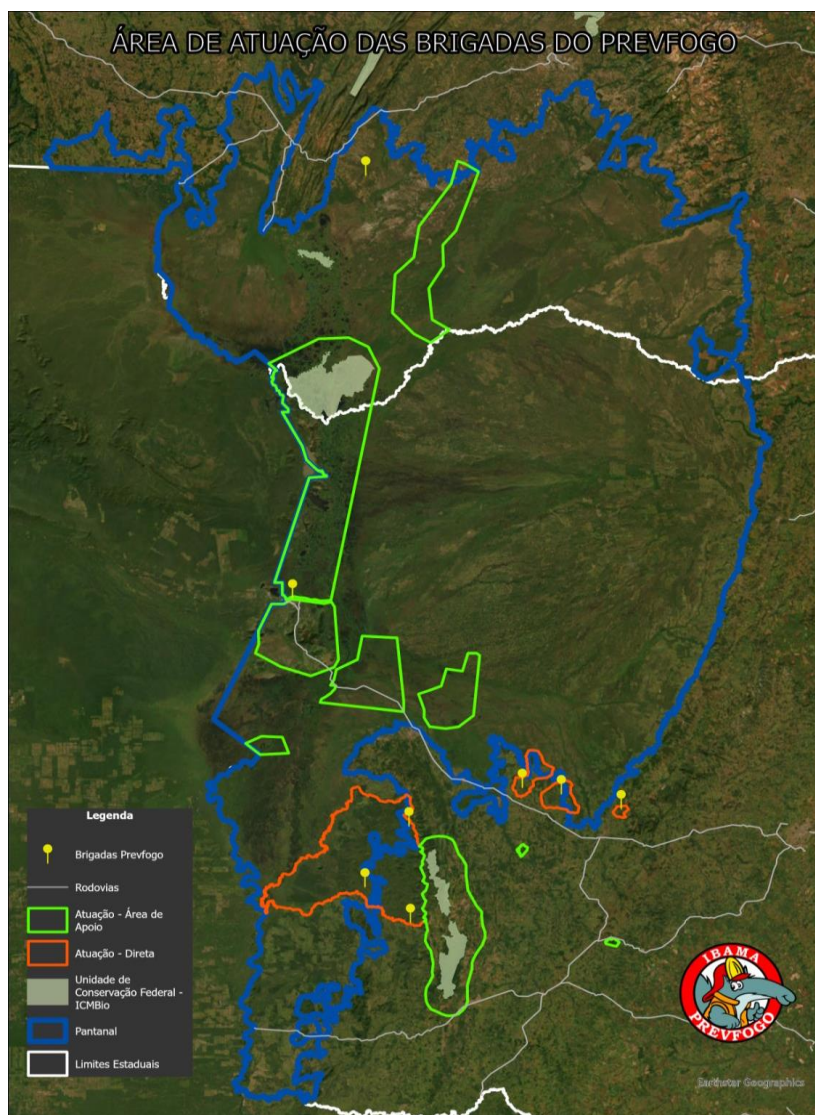 ÁREA DE ATUAÇÃO DAS BRIGADAS DO PREVFOGO
Legenda
Brigadas Prevfogo
Rodovias
Atuação - Área de
Apoio
Atuação - Direta
Unidade de
Conservação Federal -
ICMBio
Pantanal
Limites Estaduais
IBAMA
PREVFOGO
Earthstar Geographics